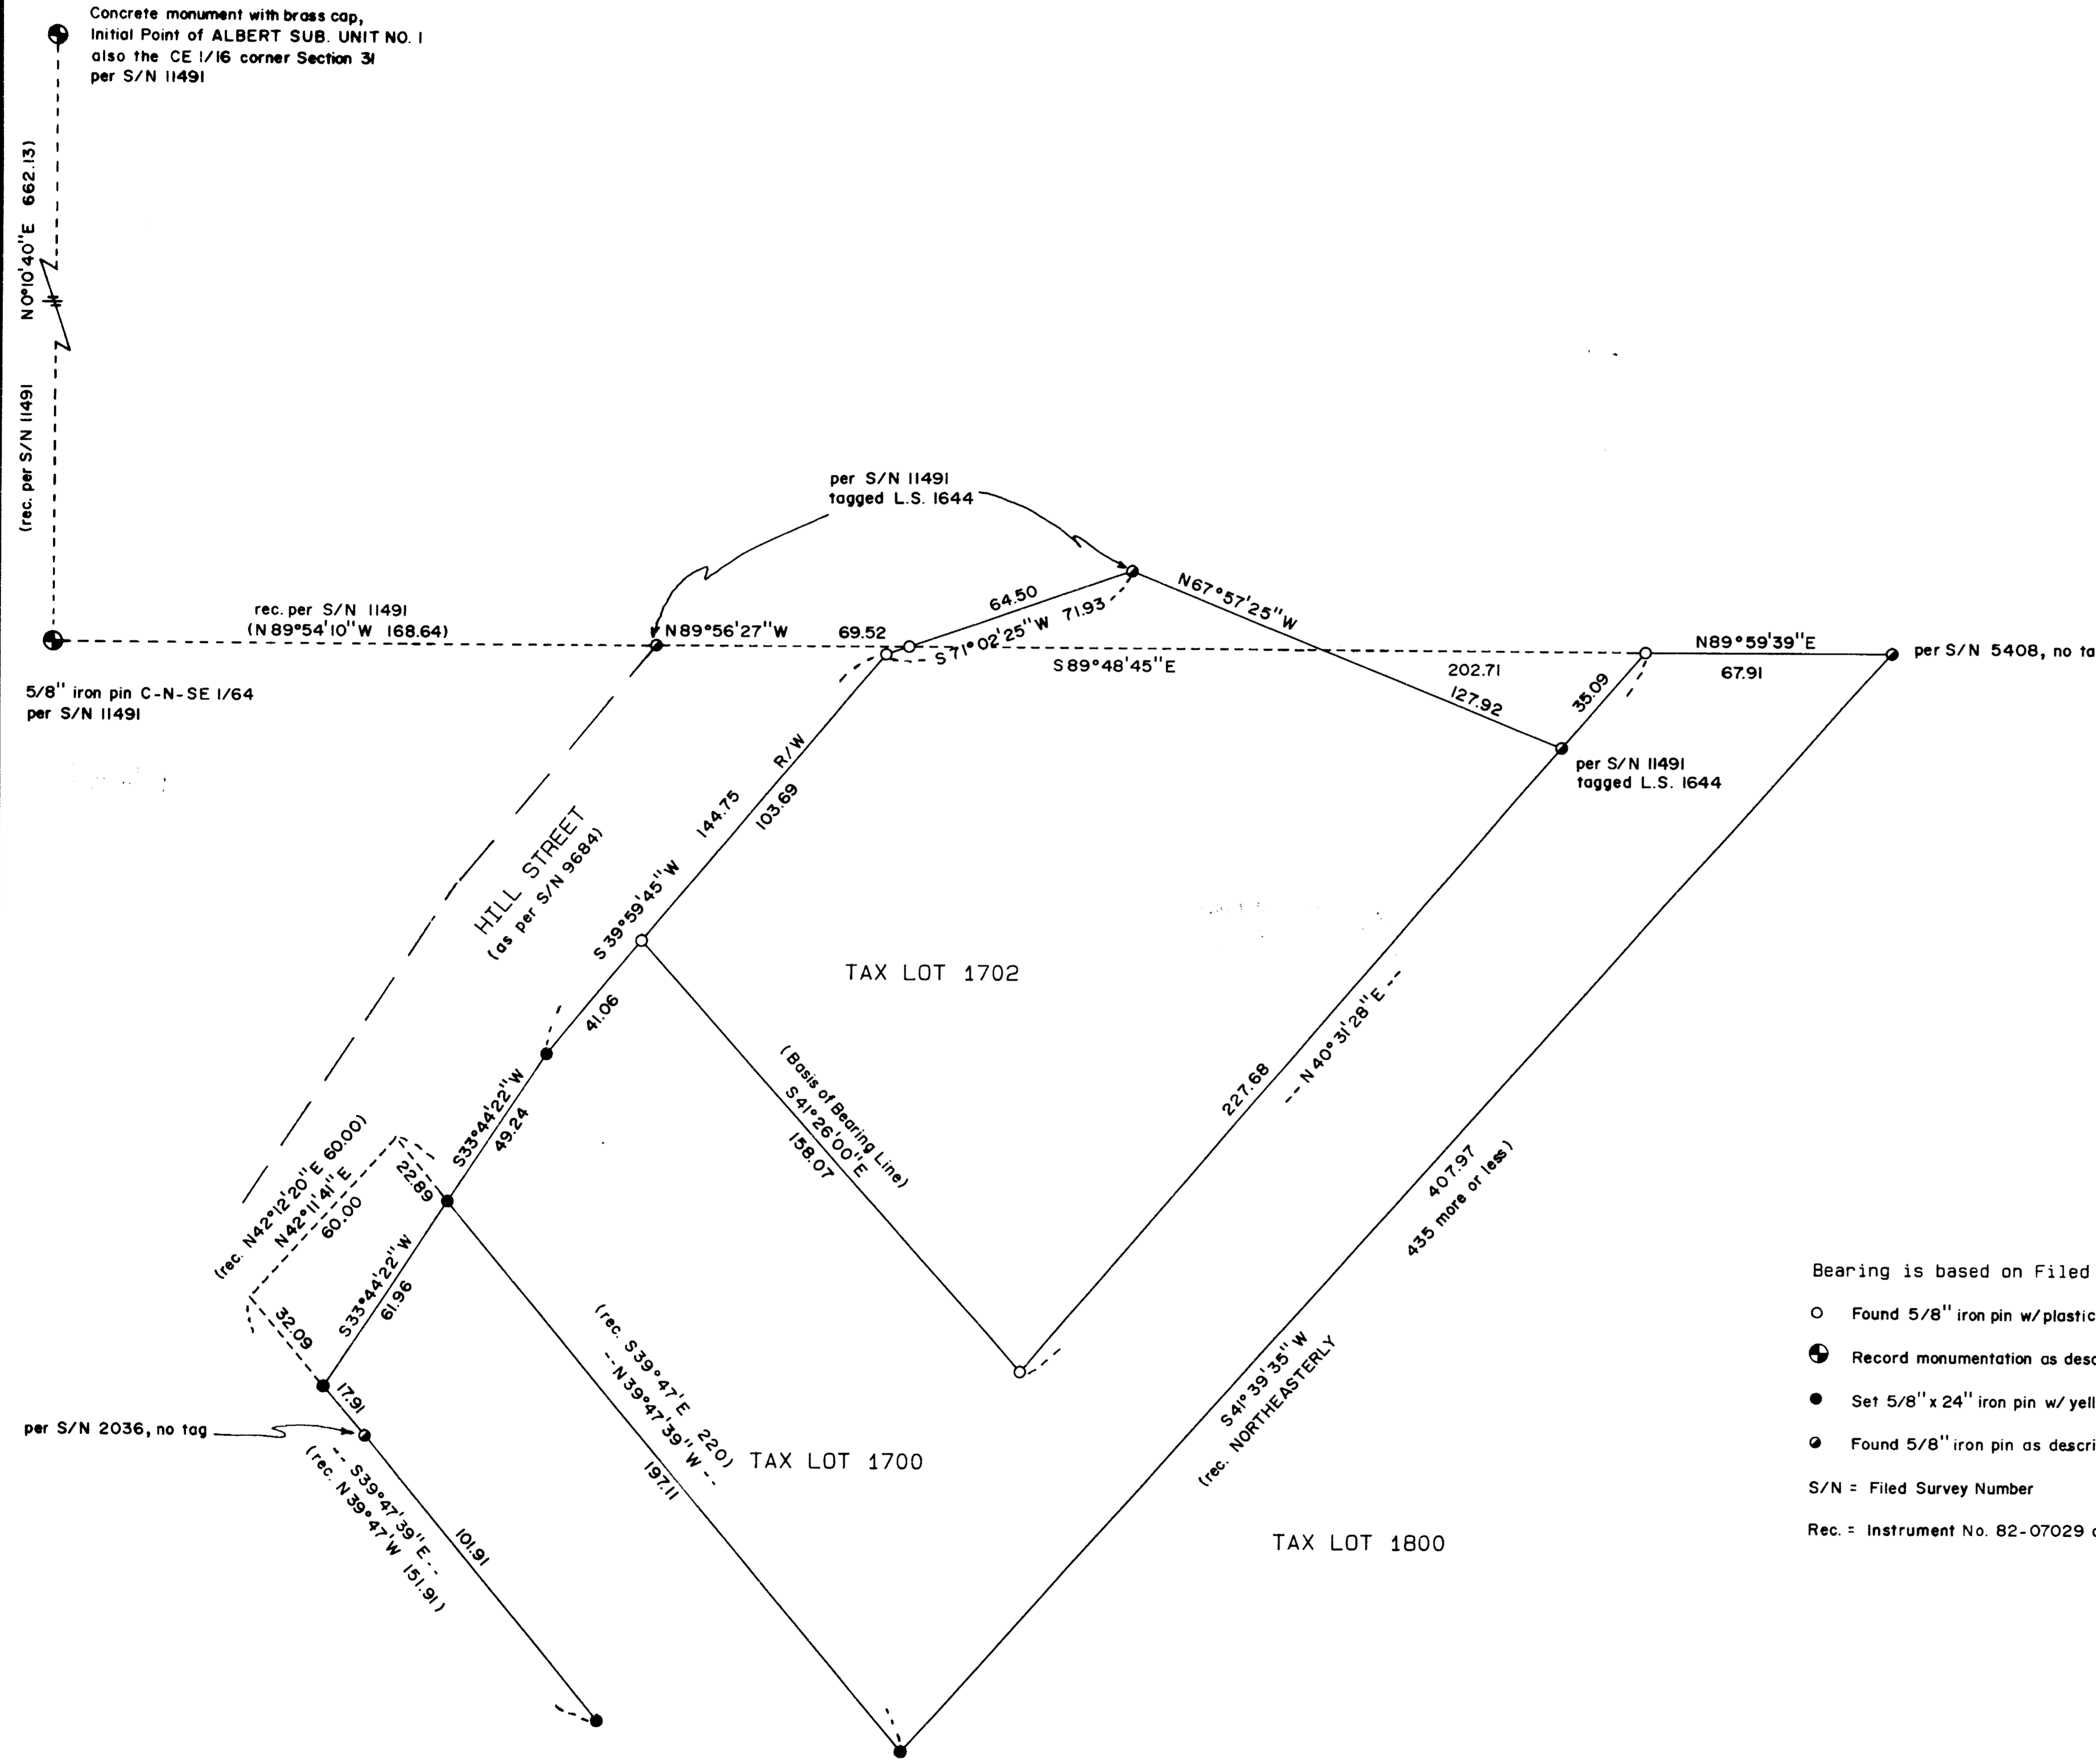 Concrete monument with brass cap,
Initial Point of ALBERT SUB. UNIT NO. 1
also the CE 1/16 corner Section 31
per S/N 11491
N0°10'40"E 662.13)
(rec. per S/N 11491
per S/N 11491
tagged L.S. 1644
rec. per S/N 11491
(N89°54'10"W 168.64)
N89°56'27"W
69.52
64.50
S71°02'25"W 71.93
N67°57'25"W
S89°48'45"E
202.71
127.92
35.09
N89°59'39"E
67.91
per S/N 5408, no ta
5/8" iron pin C-N-SE 1/64
per S/N 11491
per S/N 11491
tagged L.S. 1644
R/W
144.75
103.69
HILL STREET
(as per S/N 9684)
S39°59'45"W
TAX LOT 1702
41.06
--N40°31'28"E--
227.68
(Basis of Bearing Line)
S41°26'00"E
158.07
S33°44'22"W
49.24
(rec. N42°12'20"E 60.00)
N42°11'41"E
60.00
22.89
S33°44'22"W
61.96
32.09
17.91
per S/N 2036, no tag
--S39°47'39"E--
(rec. N39°47'W 151.91)
101.91
(rec. S39°47'E 220)
--N39°47'39"W--
197.11
TAX LOT 1700
407.97
435 more or less)
S41°39'35"W
(rec. NORTHEASTERLY
TAX LOT 1800
Bearing is based on Filed
Found 5/8" iron pin w/plastic
Record monumentation as desc
Set 5/8" x 24" iron pin w/ yell
Found 5/8" iron pin as descri
S/N = Filed Survey Number
Rec. = Instrument No. 82-07029 o